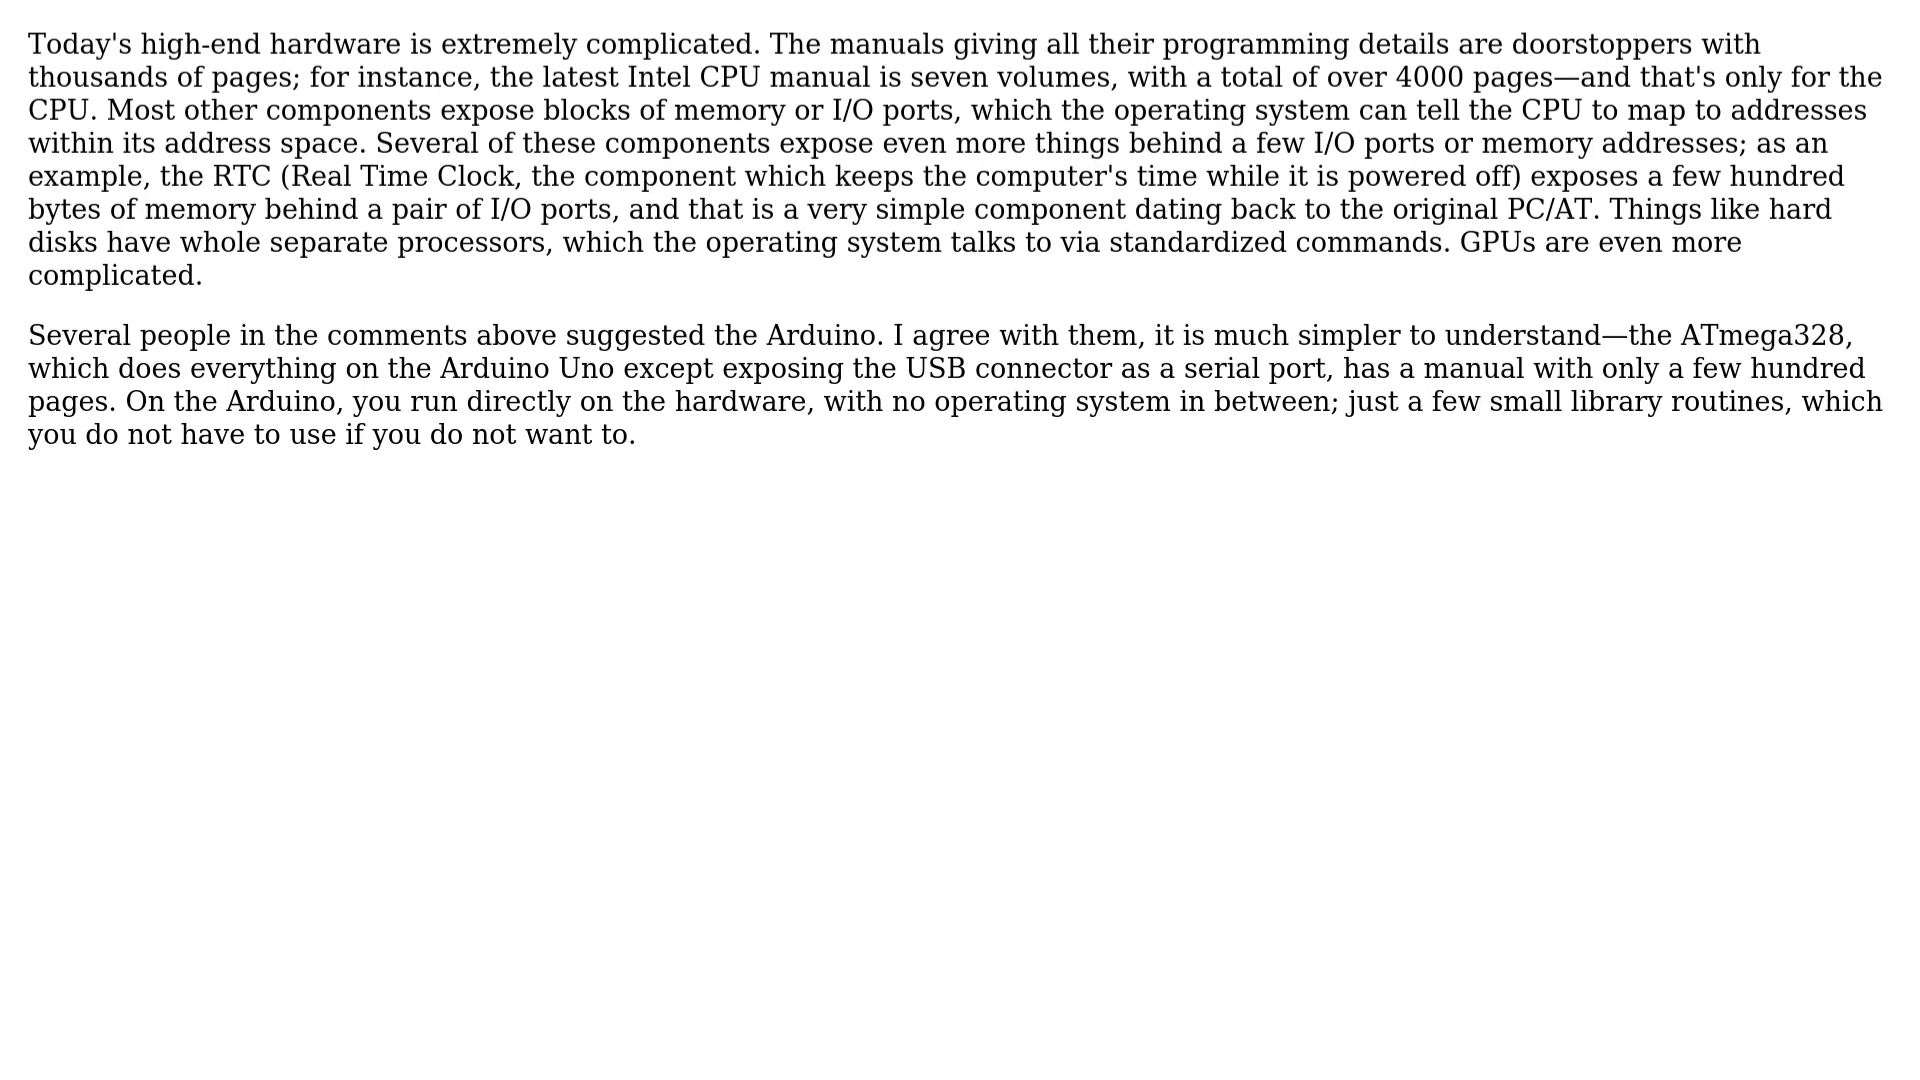 Today's high-end hardware is extremely complicated. The manuals giving all their programming details are doorstoppers with
thousands of pages; for instance, the latest Intel CPU manual is seven volumes, with a total of over 4000 pages—and that's only for the
CPU. Most other components expose blocks of memory or I/O ports, which the operating system can tell the CPU to map to addresses
within its address space. Several of these components expose even more things behind a few I/O ports or memory addresses; as an
example, the RTC (Real Time Clock, the component which keeps the computer's time while it is powered off) exposes a few hundred
bytes of memory behind a pair of I/O ports, and that is a very simple component dating back to the original PC/AT. Things like hard
disks have whole separate processors, which the operating system talks to via standardized commands. GPUs are even more
complicated.
Several people in the comments above suggested the Arduino. I agree with them, it is much simpler to understand—the ATmega328,
which does everything on the Arduino Uno except exposing the USB connector as a serial port, has a manual with only a few hundred
pages. On the Arduino, you run directly on the hardware, with no operating system in between; just a few small library routines, which
you do not have to use if you do not want to.